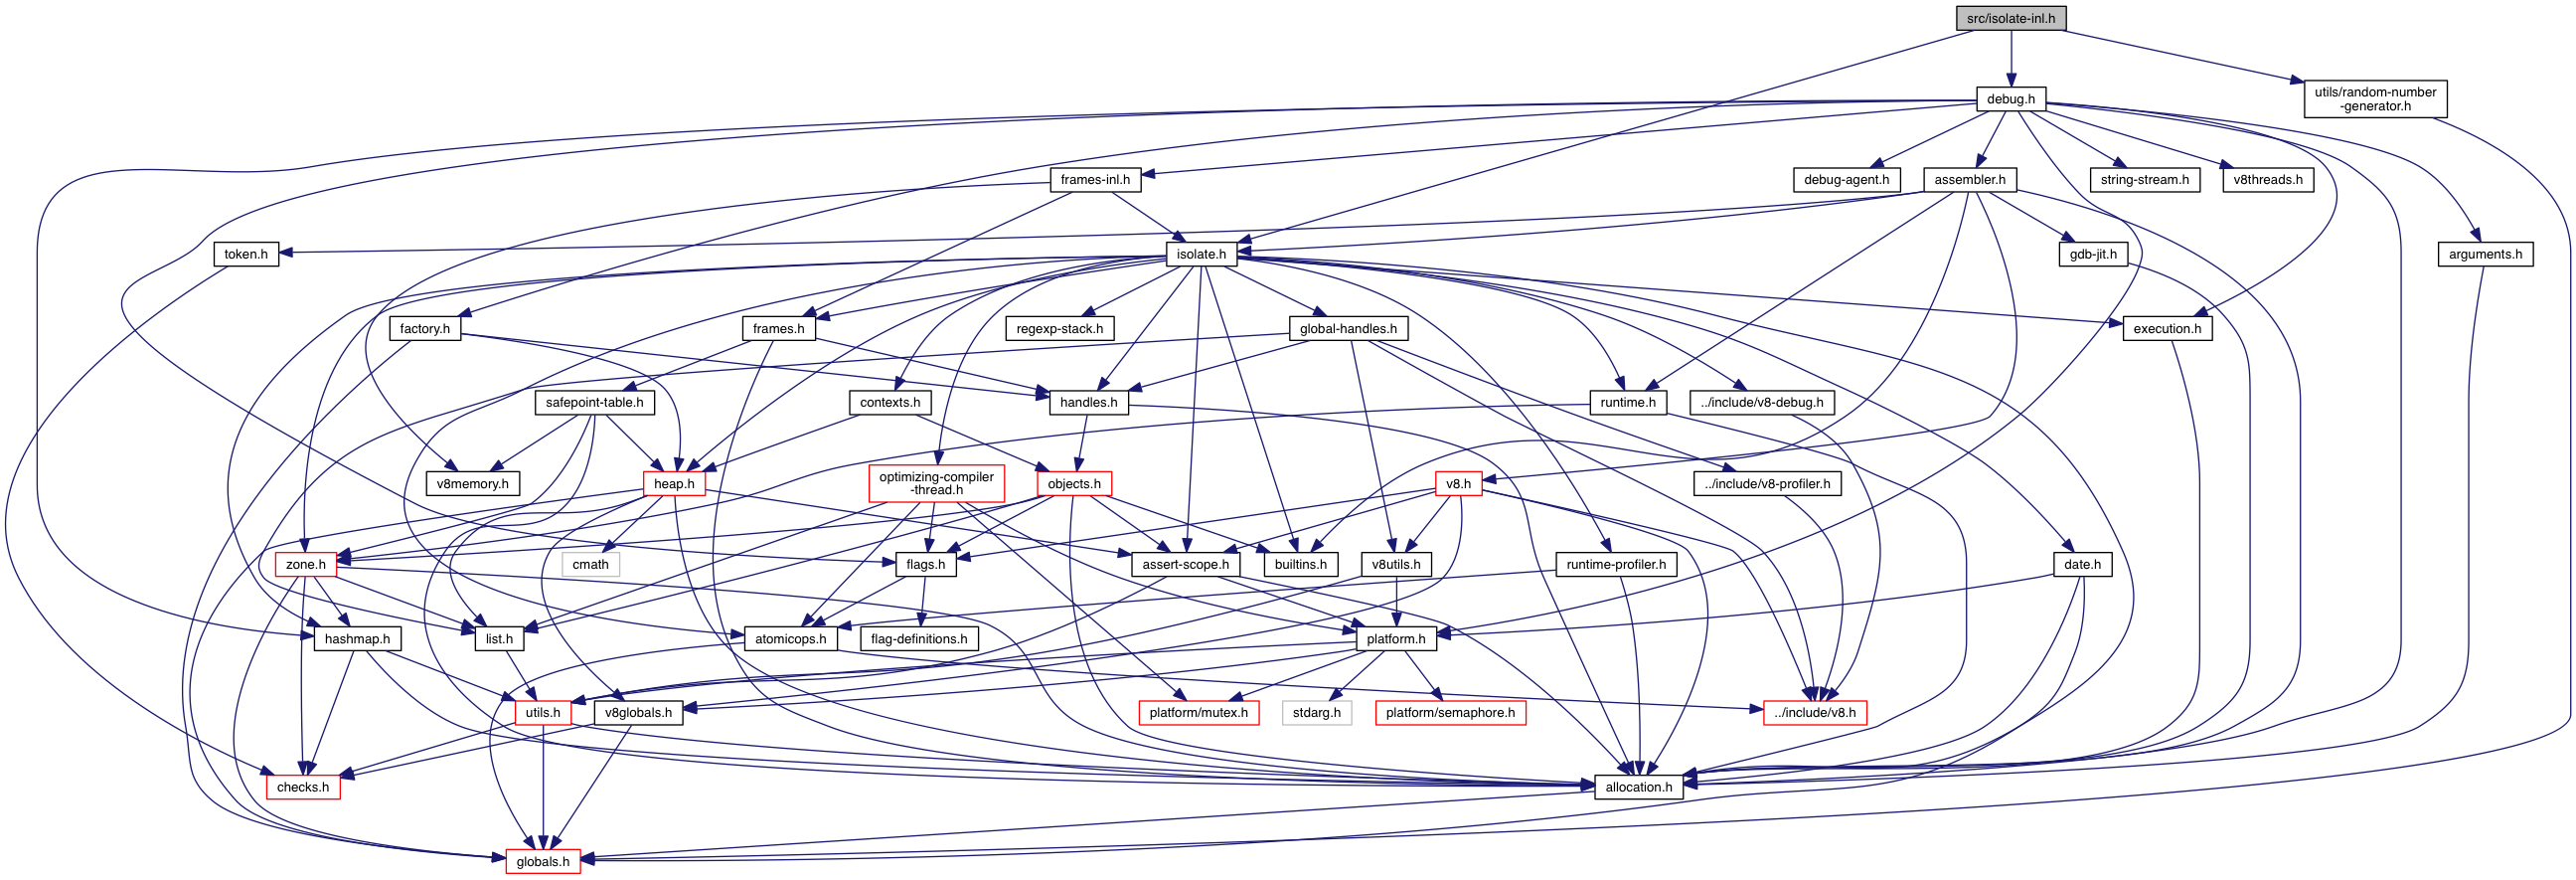 src/isolate-inl.h
debug.h
utils/random-number
-generator.h
frames-inl.h
debug-agent.h
assembler.h
string-stream.h
v8threads.h
token.h
isolate.h
gdb-jit.h
arguments.h
factory.h
frames.h
regexp-stack.h
global-handles.h
execution.h
safepoint-table.h
contexts.h
handles.h
runtime.h
../include/v8-debug.h
v8memory.h
heap.h
optimizing-compiler
-thread.h
objects.h
v8.h
../include/v8-profiler.h
zone.h
cmath
flags.h
assert-scope.h
builtins.h
v8utils.h
runtime-profiler.h
date.h
hashmap.h
list.h
atomicops.h
flag-definitions.h
platform.h
utils.h
v8globals.h
platform/mutex.h
stdarg.h
platform/semaphore.h
../include/v8.h
checks.h
allocation.h
globals.h